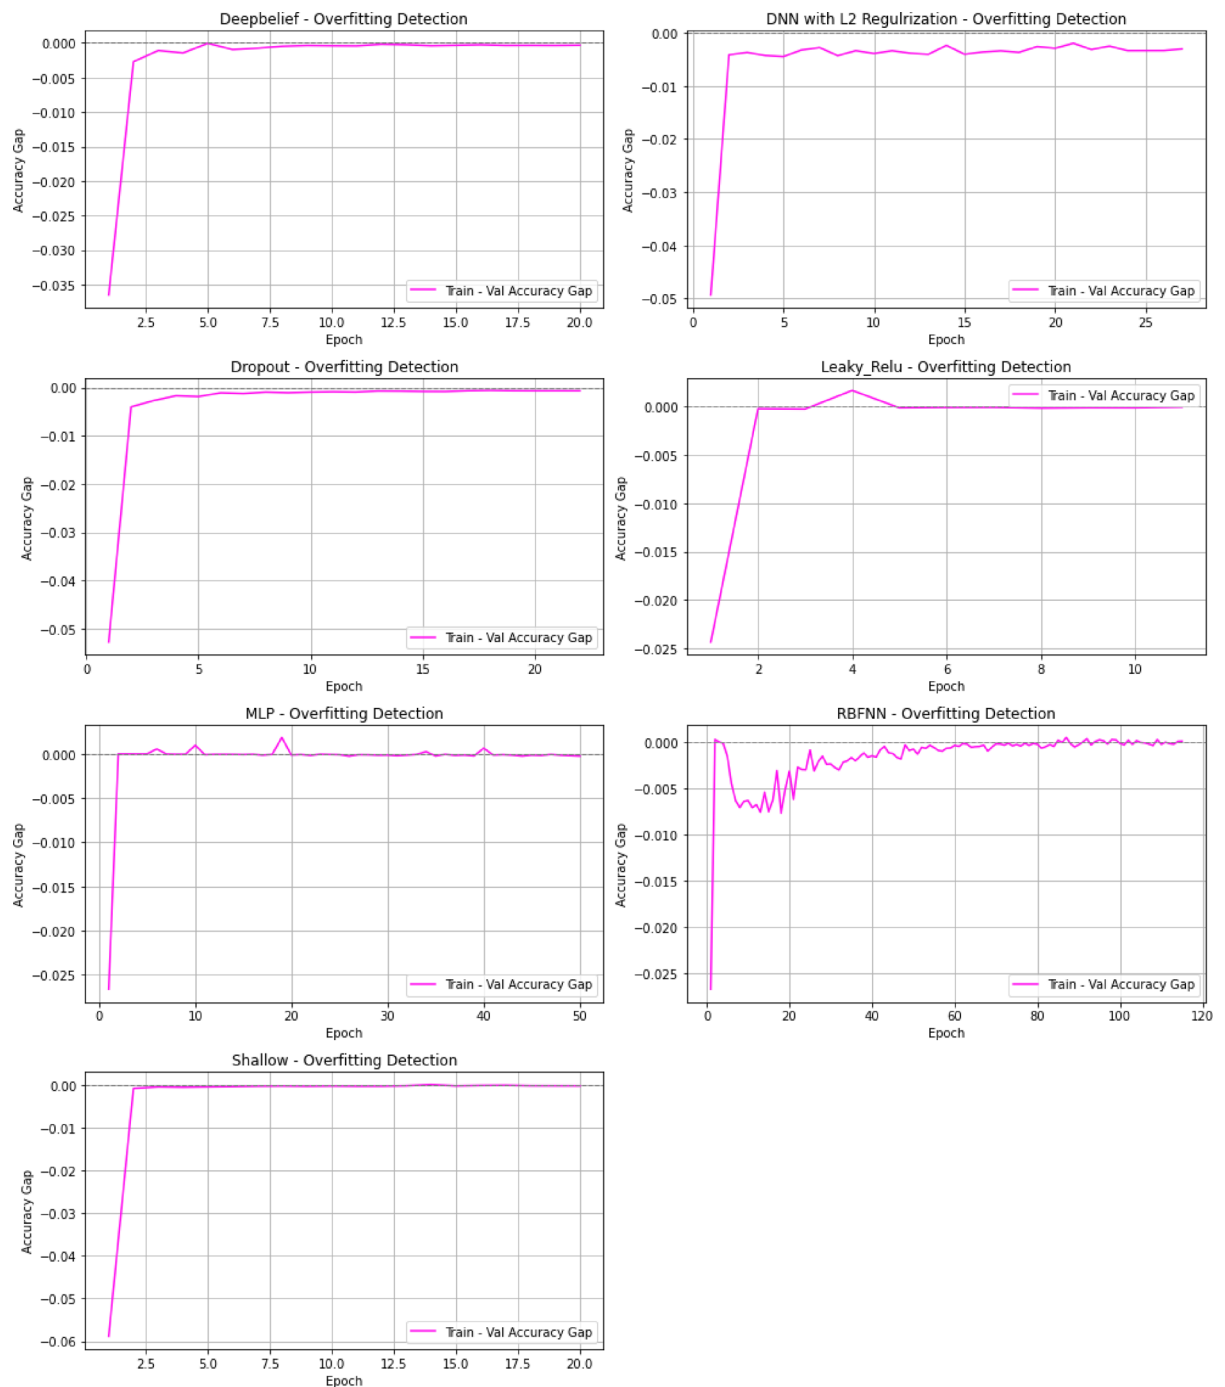 Deepbelief - Overfitting Detection
0.000
−0.005
−0.010
−0.015
−0.020
−0.025
−0.030
−0.035
Accuracy Gap
Train - Val Accuracy Gap
2.5 5.0 7.5 10.0 12.5 15.0 17.5 20.0
Epoch
DNN with L2 Regulrization - Overfitting Detection
0.00
−0.01
−0.02
−0.03
−0.04
−0.05
Accuracy Gap
Train - Val Accuracy Gap
0 5 10 15 20 25
Epoch
Dropout - Overfitting Detection
0.00
−0.01
−0.02
−0.03
−0.04
−0.05
Accuracy Gap
Train - Val Accuracy Gap
0 5 10 15 20
Epoch
Leaky_Relu - Overfitting Detection
Train - Val Accuracy Gap
0.000
−0.005
−0.010
−0.015
−0.020
−0.025
Accuracy Gap
2 4 6 8 10
Epoch
MLP - Overfitting Detection
0.000
−0.005
−0.010
−0.015
−0.020
−0.025
Accuracy Gap
Train - Val Accuracy Gap
0 10 20 30 40 50
Epoch
RBFNN - Overfitting Detection
0.000
−0.005
−0.010
−0.015
−0.020
−0.025
Accuracy Gap
Train - Val Accuracy Gap
0 20 40 60 80 100 120
Epoch
Shallow - Overfitting Detection
0.00
−0.01
−0.02
−0.03
−0.04
−0.05
−0.06
Accuracy Gap
Train - Val Accuracy Gap
2.5 5.0 7.5 10.0 12.5 15.0 17.5 20.0
Epoch